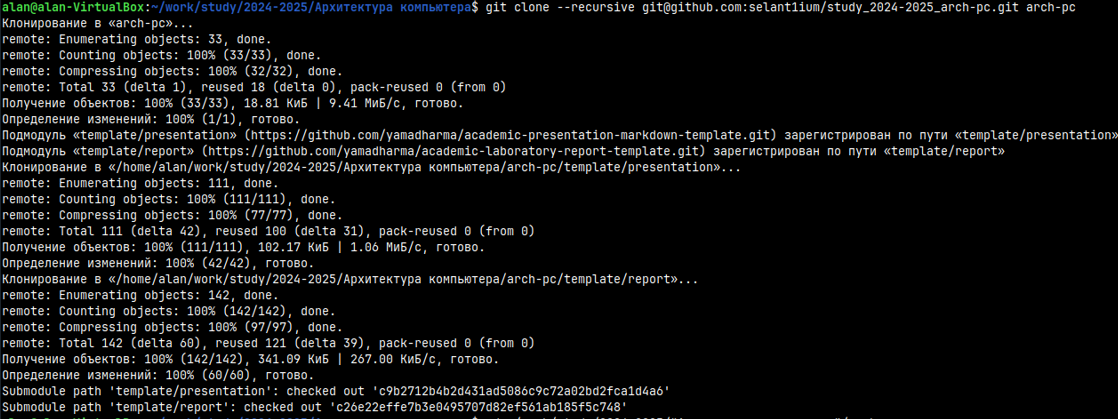 alan@alan-VirtualBox:~/work/study/2024-2025/Архитектура компьютера$ git clone --recursive git@github.com:selant1ium/study_2024-2025_arch-pc.git arch-pc
Клонирование в «arch-pc»...
remote: Enumerating objects: 33, done.
remote: Counting objects: 100% (33/33), done.
remote: Compressing objects: 100% (32/32), done.
remote: Total 33 (delta 1), reused 18 (delta 0), pack-reused 0 (from 0)
Получение объектов: 100% (33/33), 18.81 КиБ | 9.41 МиБ/с, готово.
Определение изменений: 100% (1/1), готово.
Подмодуль «template/presentation» (https://github.com/yamadharma/academic-presentation-markdown-template.git) зарегистрирован по пути «template/presentation»
Подмодуль «template/report» (https://github.com/yamadharma/academic-laboratory-report-template.git) зарегистрирован по пути «template/report»
Клонирование в «/home/alan/work/study/2024-2025/Архитектура компьютера/arch-pc/template/presentation»...
remote: Enumerating objects: 111, done.
remote: Counting objects: 100% (111/111), done.
remote: Compressing objects: 100% (77/77), done.
remote: Total 111 (delta 42), reused 100 (delta 31), pack-reused 0 (from 0)
Получение объектов: 100% (111/111), 102.17 КиБ | 1.06 МиБ/с, готово.
Определение изменений: 100% (42/42), готово.
Клонирование в «/home/alan/work/study/2024-2025/Архитектура компьютера/arch-pc/template/report»...
remote: Enumerating objects: 142, done.
remote: Counting objects: 100% (142/142), done.
remote: Compressing objects: 100% (97/97), done.
remote: Total 142 (delta 60), reused 121 (delta 39), pack-reused 0 (from 0)
Получение объектов: 100% (142/142), 341.09 КиБ | 267.00 КиБ/с, готово.
Определение изменений: 100% (60/60), готово.
Submodule path 'template/presentation': checked out 'c9b2712b4b2d431ad5086c9c72a02bd2fca1d4a6'
Submodule path 'template/report': checked out 'c26e22effe7b3e0495707d82ef561ab185f5c748'